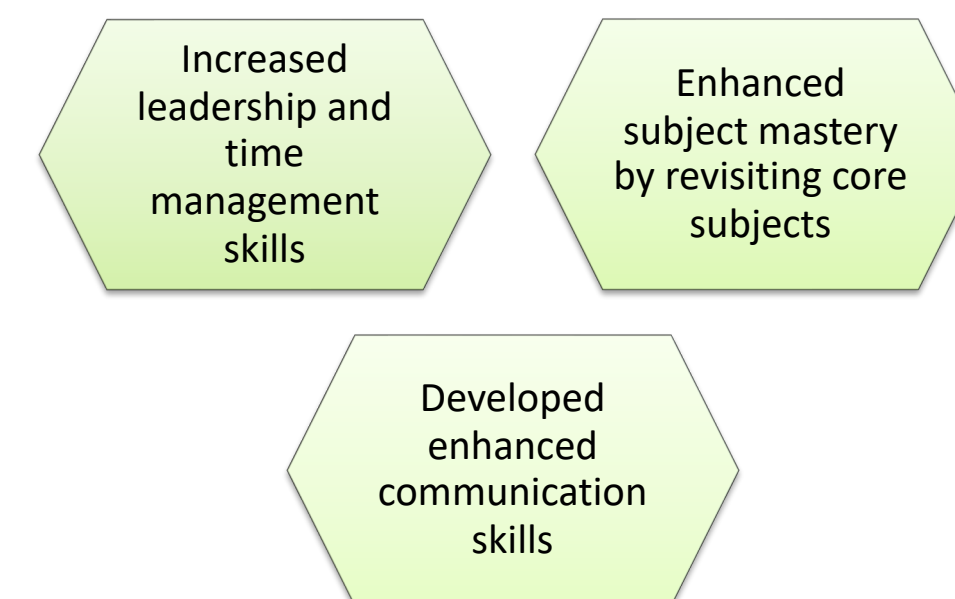 Increased
leadership and
time
management
skills
Enhanced
subject mastery
by revisiting core
subjects
Developed
enhanced
communication
skills